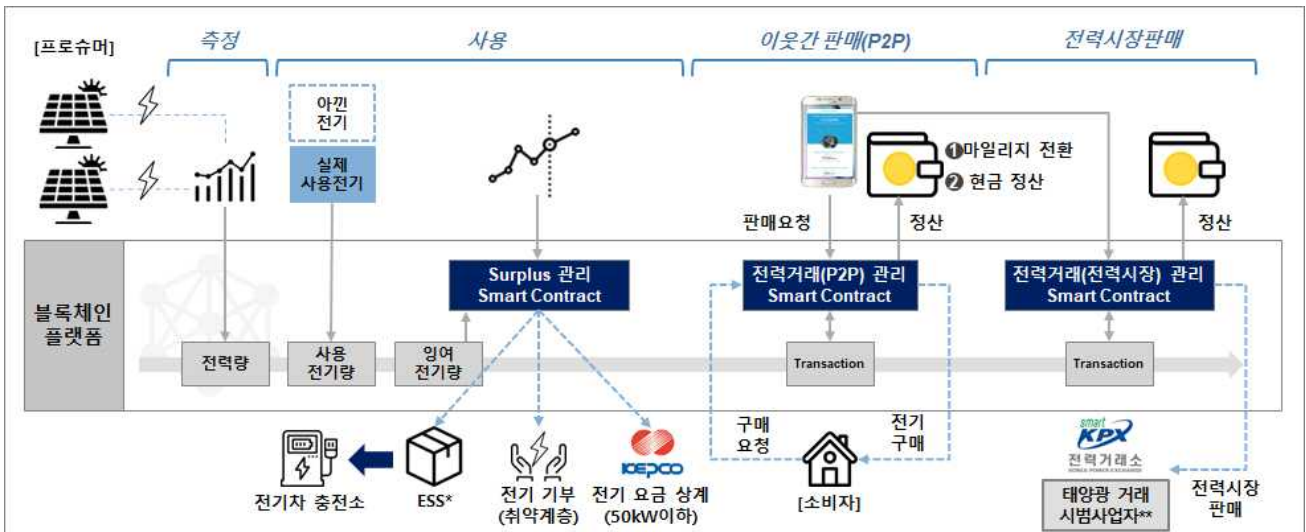 [프로슈머]
측정
사용
이웃간 판매(P2P)
전력시장판매
아낀
전기
실제
사용전기
❶마일리지 전환
❷ 현금 정산
판매요청
정산
정산
블록체인
플랫폼
Surplus 관리
Smart Contract
전력거래(P2P) 관리
Smart Contract
전력거래(전력시장) 관리
Smart Contract
전력량
사용
전기량
잉여
전기량
Transaction
Transaction
전기차 충전소
ESS*
전기 기부
(취약계층)
KEPCO
전기 요금 상계
(50kW이하)
구매
요청
전기
구매
[소비자]
smart
KPX
전력거래소
KOREA POWER EXCHANGE
태양광 거래
시범사업자**
전력시장
판매